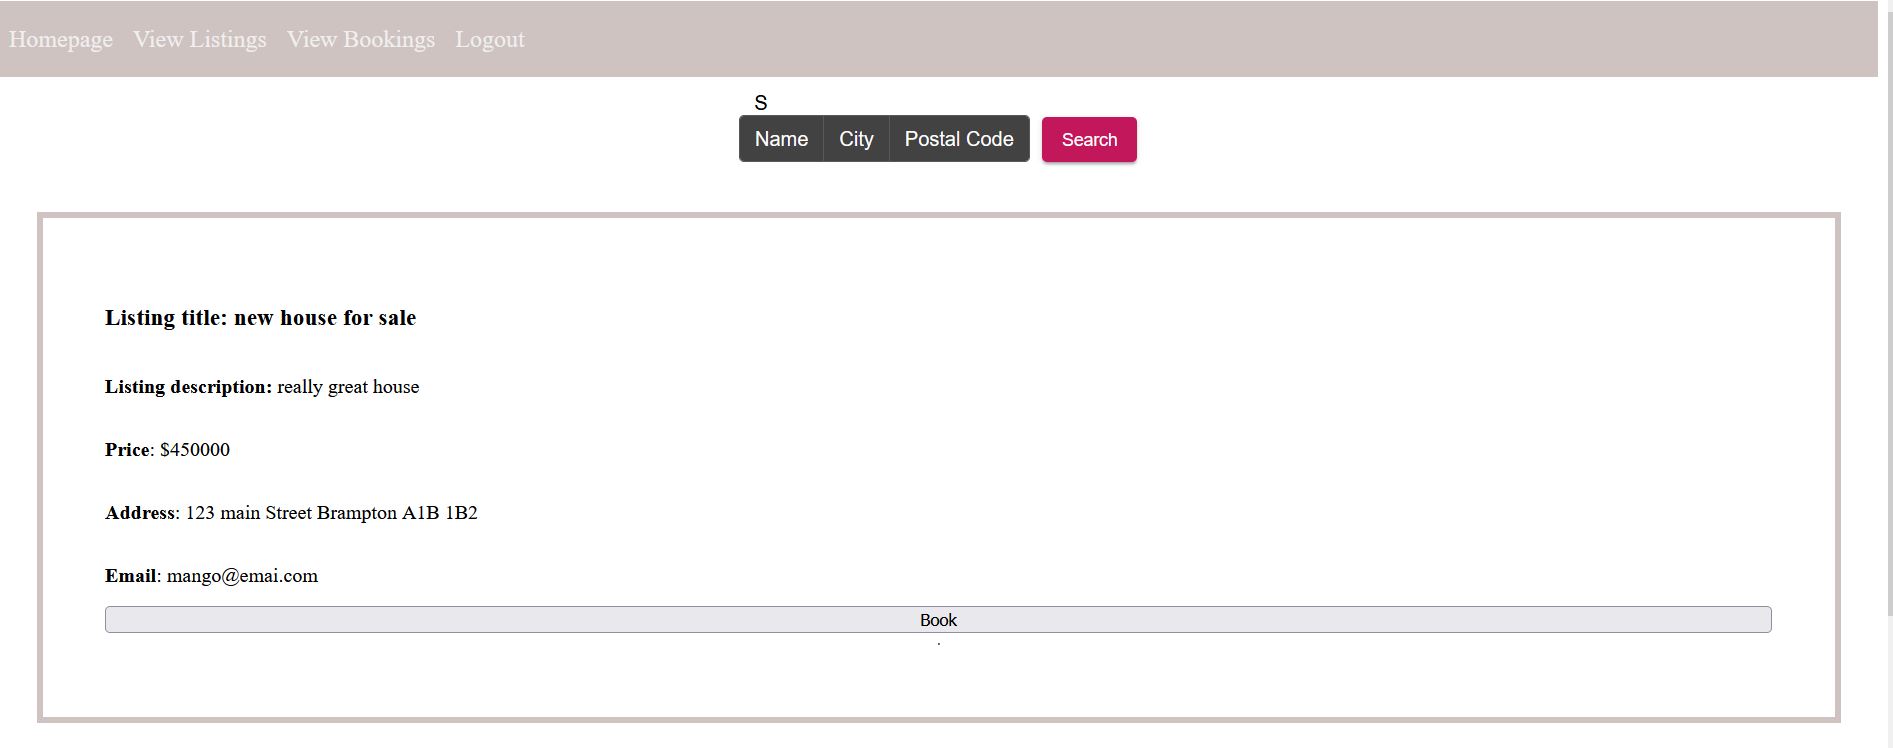 Homepage View Listings View Bookings Logout
S
Name City Postal Code Search
Listing title: new house for sale
Listing description: really great house
Price: $450000
Address: 123 main Street Brampton A1B 1B2
Email: mango@emai.com
Book
.